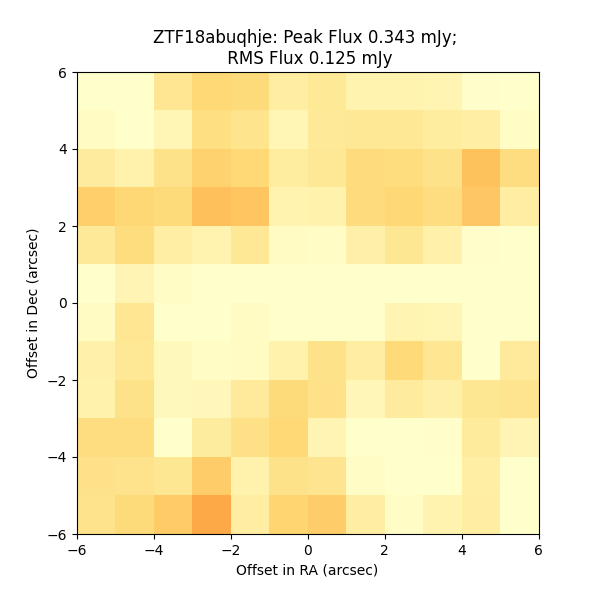 ZTF18abuqhje: Peak Flux 0.343 mJy;
RMS Flux 0.125 mJy
6
4
2
0
−2
−4
−6
Offset in Dec (arcsec)
−6 −4 −2 0 2 4 6
Offset in RA (arcsec)